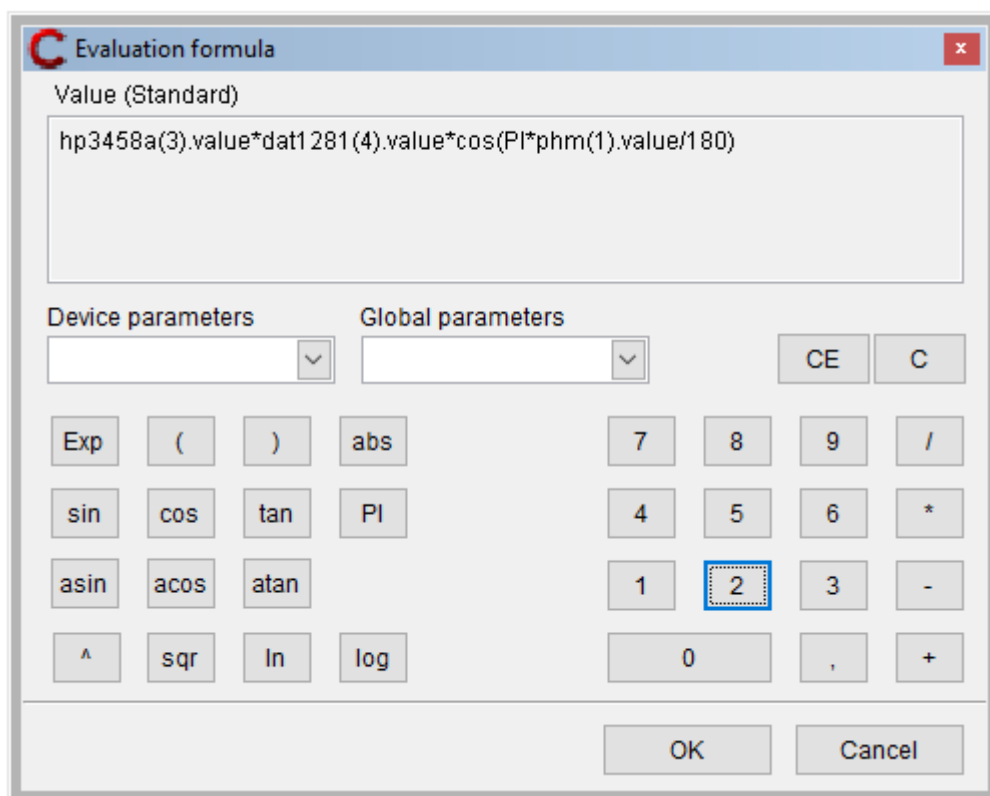 Evaluation formula
x
Value (Standard)
hp3458a(3).value*dat1281(4).value*cos(PI*phm(1).value/180)
Device parameters Global parameters
CE C
Exp ( ) abs 7 8 9 /
sin cos tan PI 4 5 6 *
asin acos atan 1 2 3 -
^ sqr ln log 0 , +
OK Cancel